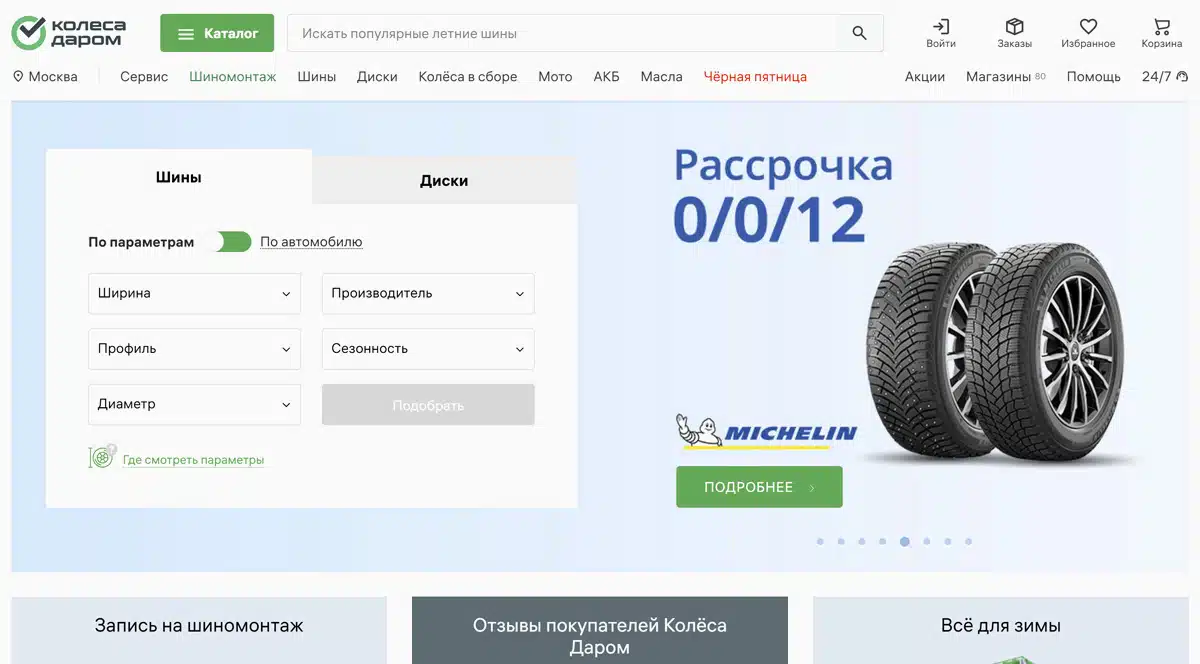 колеса
даром
Каталог
Искать популярные летние шины
Войти
Заказы
Избранное
Корзина
Москва
Сервис
Шиномонтаж
Шины
Диски
Колёса в сборе
Мото
АКБ
Масла
Чёрная пятница
Акции
Магазины 80
Помощь
24/7
Шины
Диски
По параметрам
По автомобилю
Ширина
Производитель
Профиль
Сезонность
Диаметр
Подобрать
Где смотреть параметры
Рассрочка
0/0/12
MICHELIN
ПОДРОБНЕЕ
Запись на шиномонтаж
Отзывы покупателей Колёса
Даром
Всё для зимы